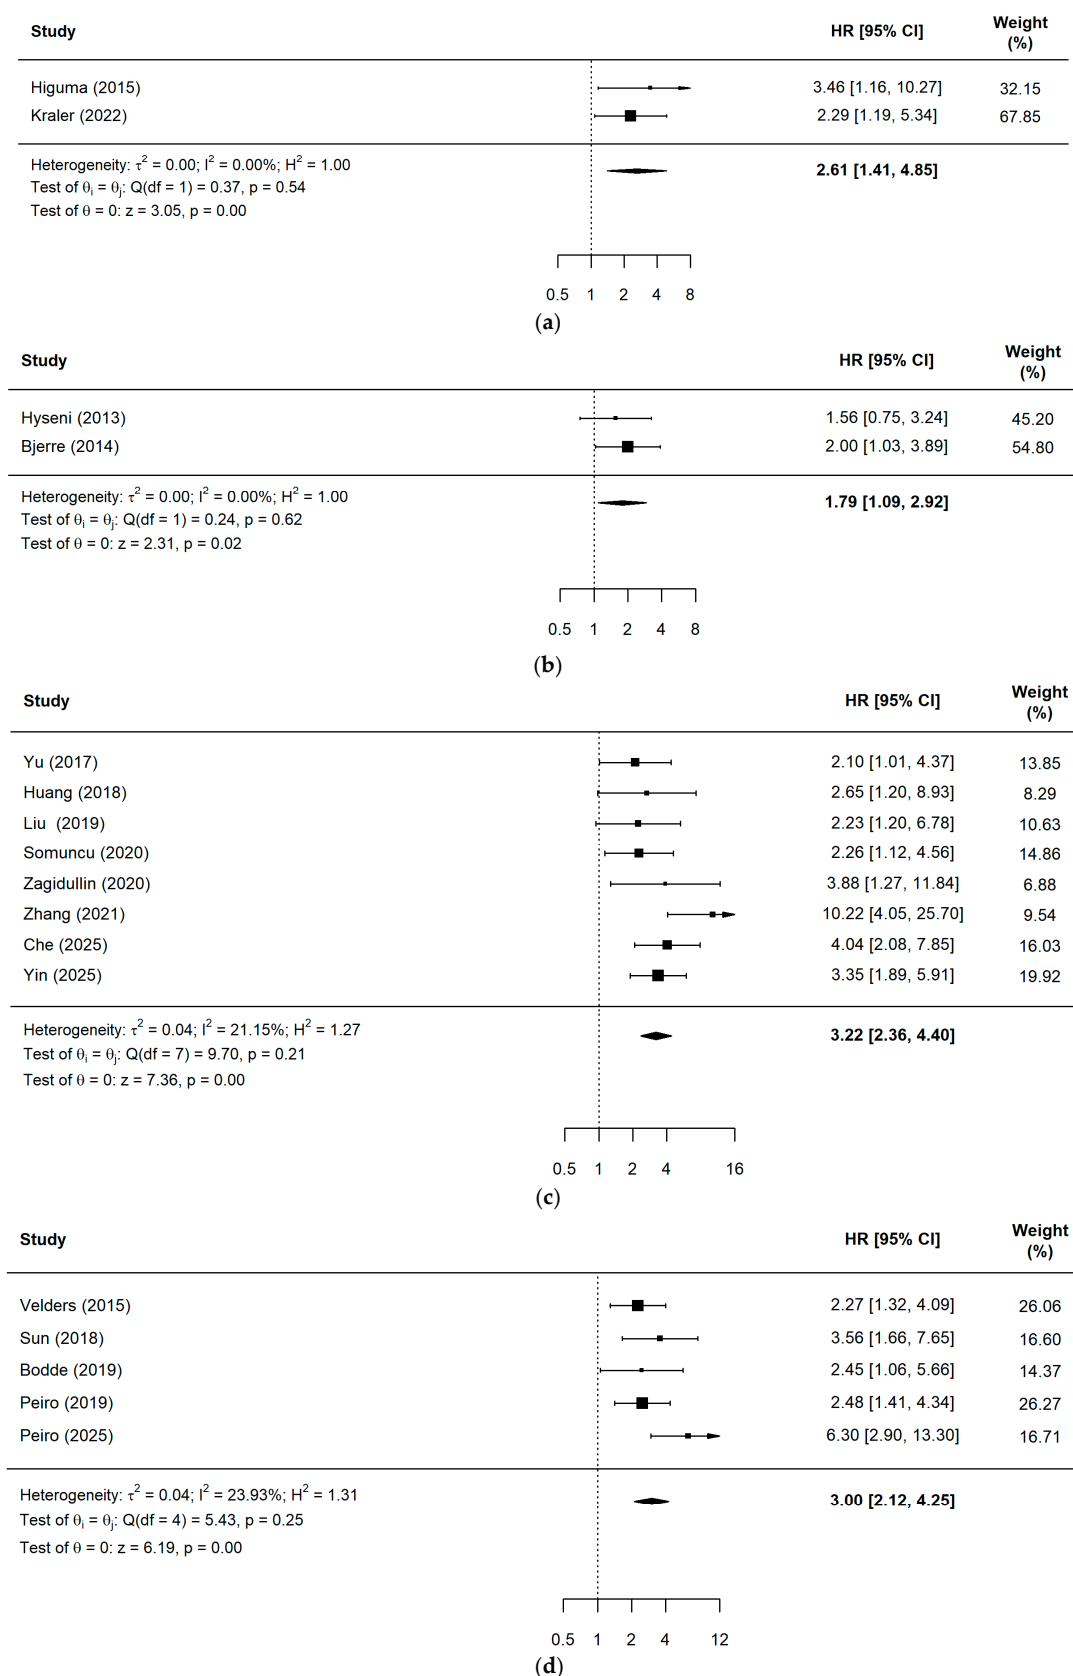 Study HR [95% CI] Weight (%)
Higuma (2015) 3.46 [1.16, 10.27] 32.15
Kraler (2022) 2.29 [1.19, 5.34] 67.85
Heterogeneity: τ² = 0.00; I² = 0.00%; H² = 1.00 2.61 [1.41, 4.85]
Test of θi = θj: Q(df = 1) = 0.37, p = 0.54
Test of θ = 0: z = 3.05, p = 0.00
0.5 1 2 4 8
(a)
Study HR [95% CI] Weight (%)
Hyseni (2013) 1.56 [0.75, 3.24] 45.20
Bjerre (2014) 2.00 [1.03, 3.89] 54.80
Heterogeneity: τ² = 0.00; I² = 0.00%; H² = 1.00 1.79 [1.09, 2.92]
Test of θi = θj: Q(df = 1) = 0.24, p = 0.62
Test of θ = 0: z = 2.31, p = 0.02
0.5 1 2 4 8
(b)
Study HR [95% CI] Weight (%)
Yu (2017) 2.10 [1.01, 4.37] 13.85
Huang (2018) 2.65 [1.20, 8.93] 8.29
Liu (2019) 2.23 [1.20, 6.78] 10.63
Somuncu (2020) 2.26 [1.12, 4.56] 14.86
Zagidullin (2020) 3.88 [1.27, 11.84] 6.88
Zhang (2021) 10.22 [4.05, 25.70] 9.54
Che (2025) 4.04 [2.08, 7.85] 16.03
Yin (2025) 3.35 [1.89, 5.91] 19.92
Heterogeneity: τ² = 0.04; I² = 21.15%; H² = 1.27 3.22 [2.36, 4.40]
Test of θi = θj: Q(df = 7) = 9.70, p = 0.21
Test of θ = 0: z = 7.36, p = 0.00
0.5 1 2 4 16
(c)
Study HR [95% CI] Weight (%)
Velders (2015) 2.27 [1.32, 4.09] 26.06
Sun (2018) 3.56 [1.66, 7.65] 16.60
Bodde (2019) 2.45 [1.06, 5.66] 14.37
Peiro (2019) 2.48 [1.41, 4.34] 26.27
Peiro (2025) 6.30 [2.90, 13.30] 16.71
Heterogeneity: τ² = 0.04; I² = 23.93%; H² = 1.31 3.00 [2.12, 4.25]
Test of θi = θj: Q(df = 4) = 5.43, p = 0.25
Test of θ = 0: z = 6.19, p = 0.00
0.5 1 2 4 12
(d)